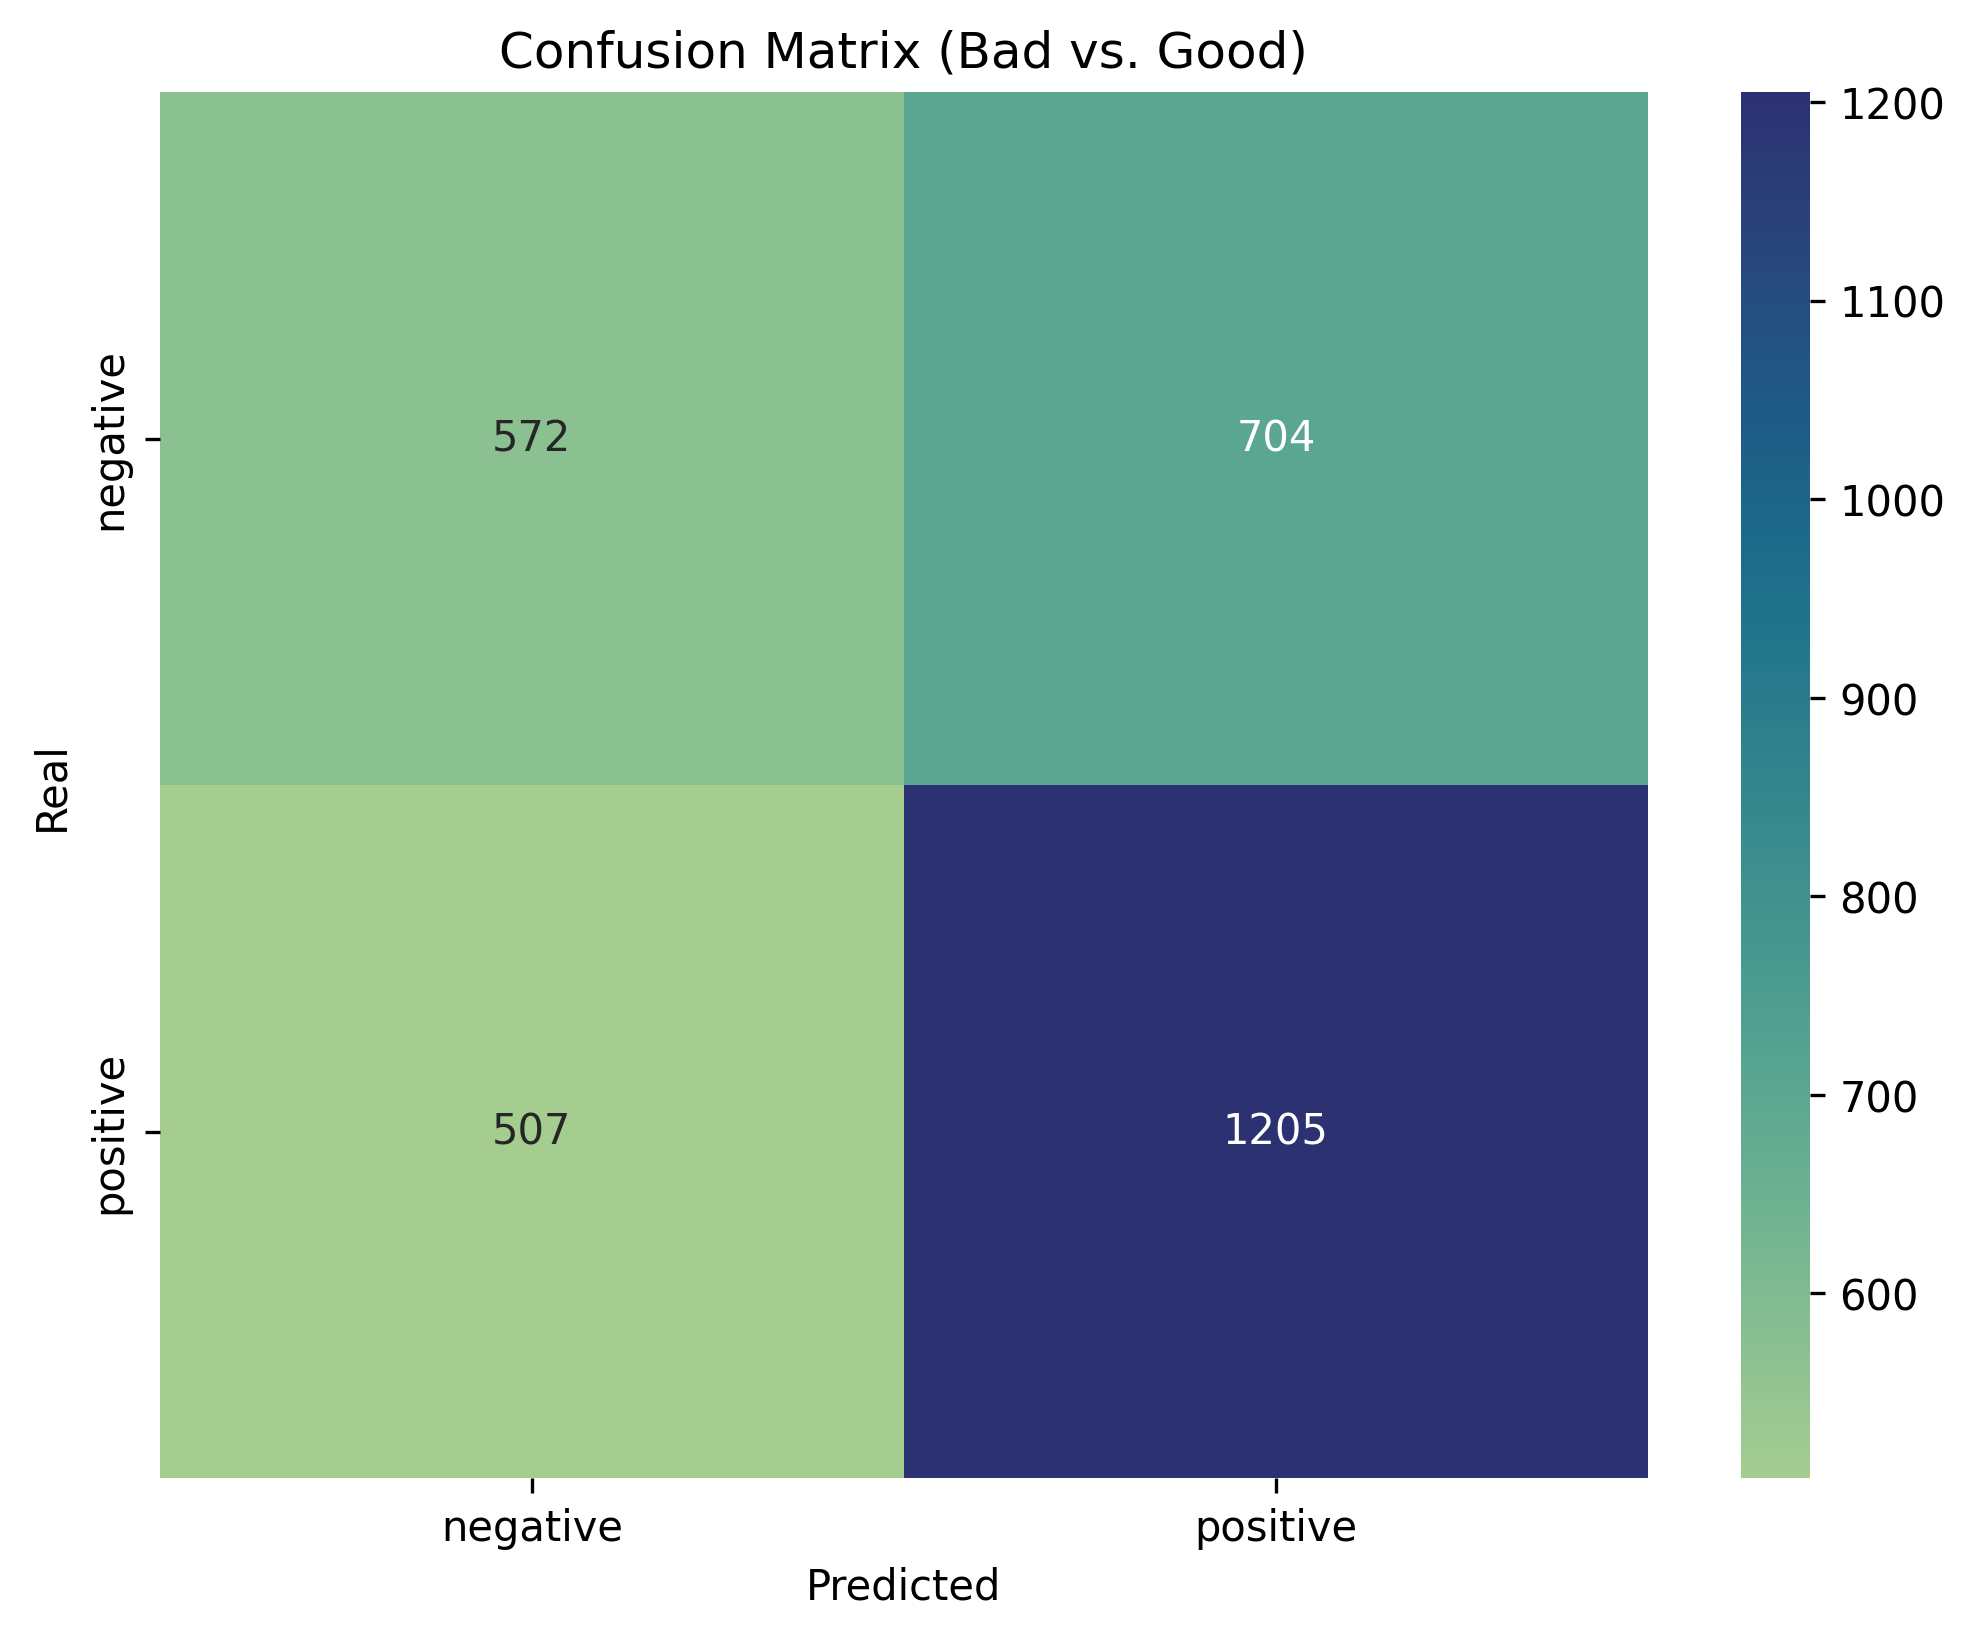 Confusion Matrix (Bad vs. Good)
negative
572
704
Real
positive
507
1205
negative
positive
Predicted
1200
1100
1000
900
800
700
600